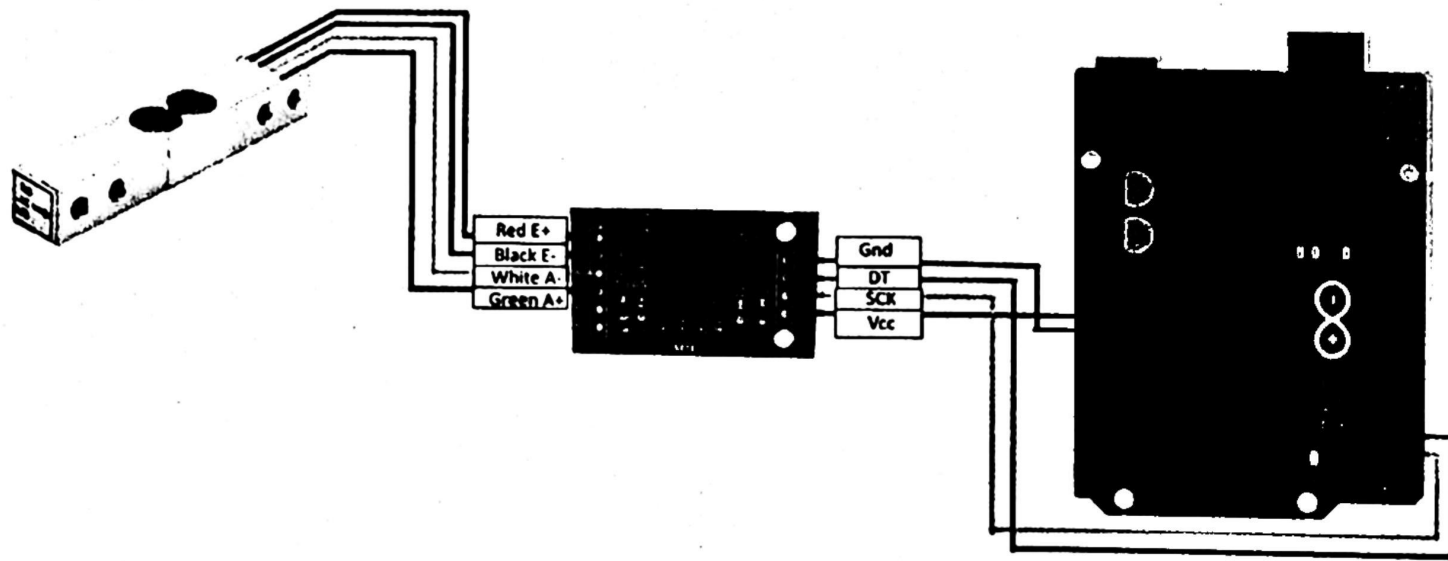 Red E+
Black E-
White A-
Green A+
Gnd
DT
SCK
Vcc